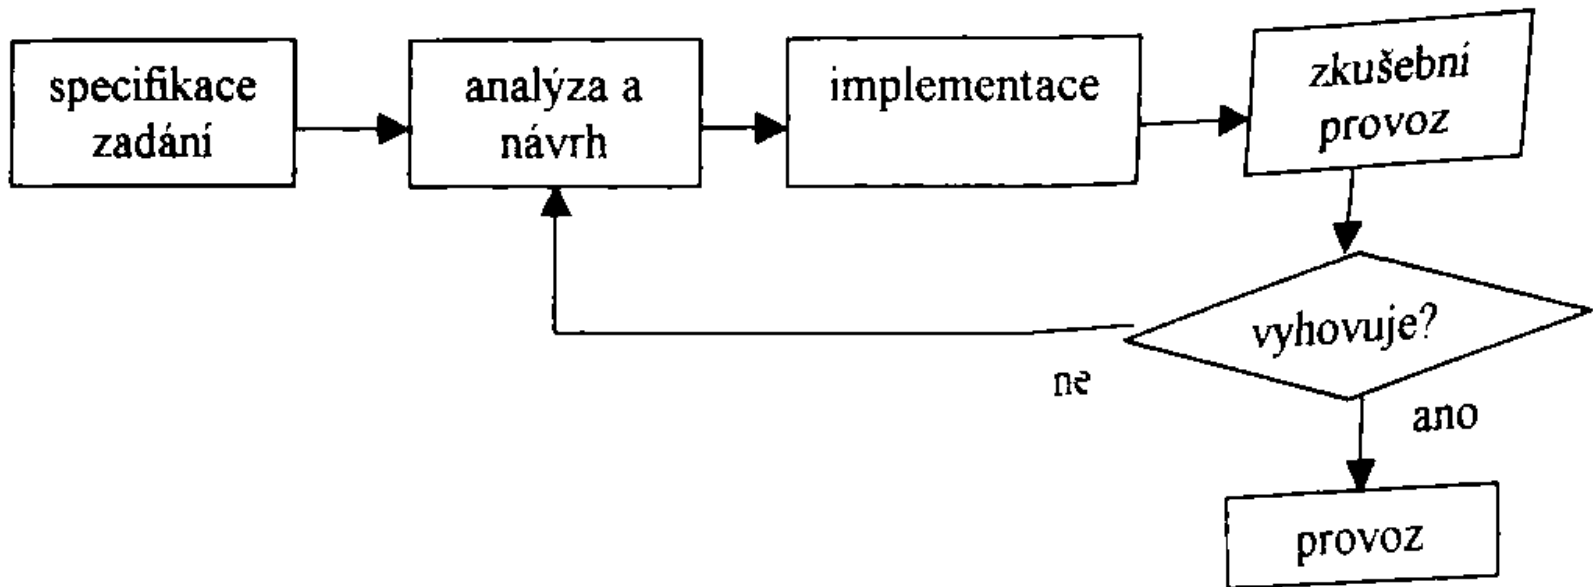 specifikace
zadání
analýza a
návrh
implementace
zkušební
provoz
vyhovuje?
ne
ano
provoz